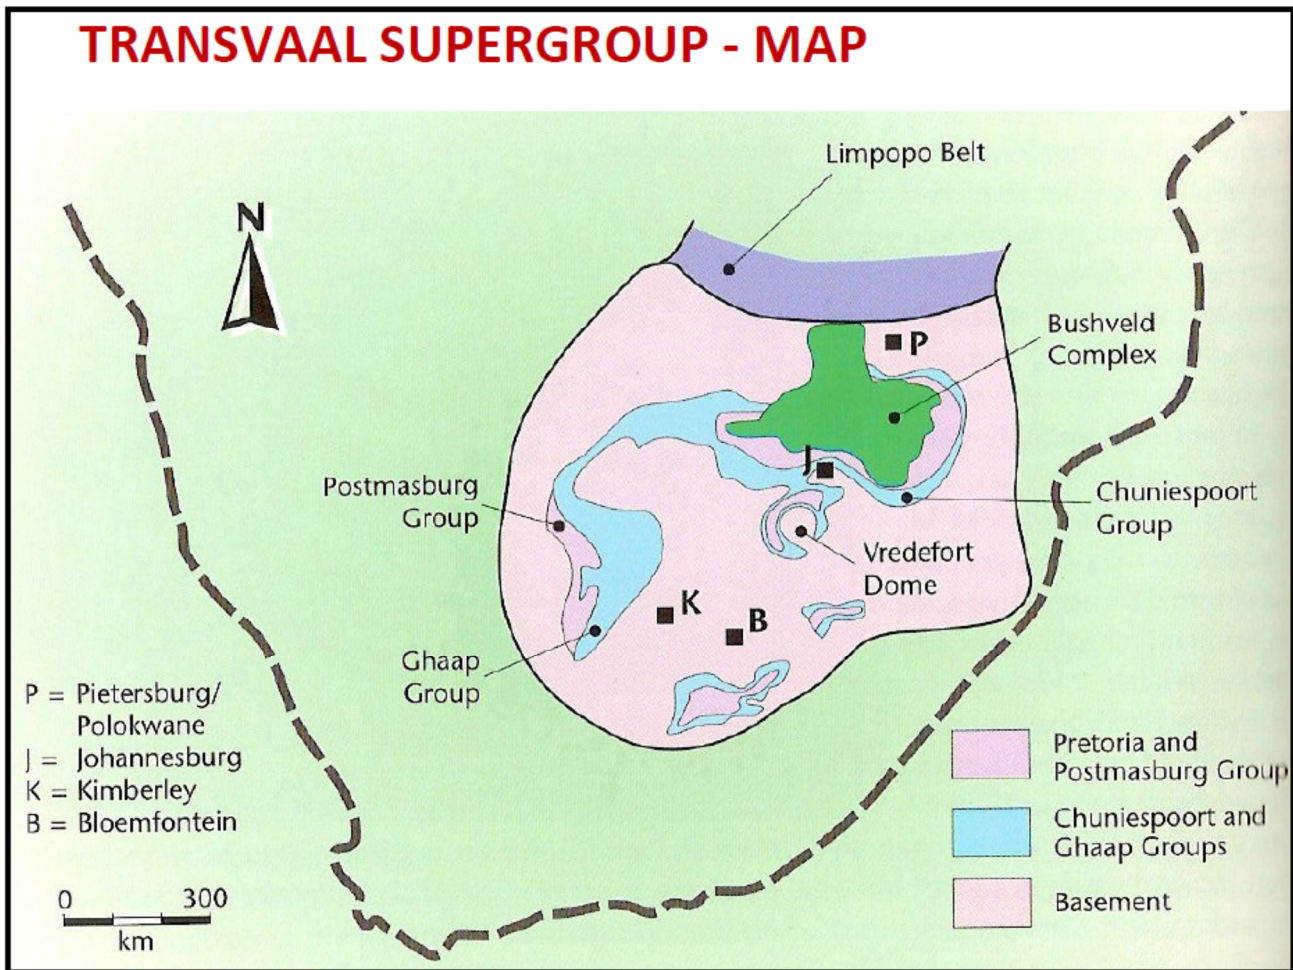 TRANSVAAL SUPERGROUP - MAP
Limpopo Belt
N
Bushveld
Complex
P
J
Postmasburg
Group
Chuniespoort
Group
Vredefort
Dome
K
B
Ghaap
Group
P = Pietersburg/
Polokwane
J = Johannesburg
K = Kimberley
B = Bloemfontein
0 300
km
Pretoria and
Postmasburg Group
Chuniespoort and
Ghaap Groups
Basement